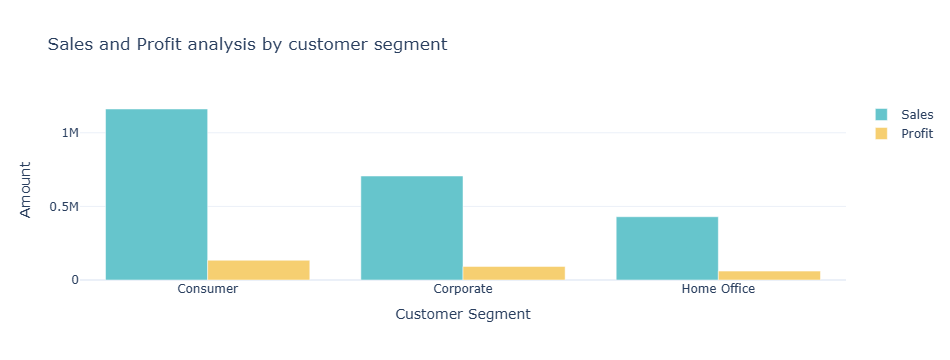 Sales and Profit analysis by customer segment
Sales
Profit
1M
0.5M
0
Amount
Consumer
Corporate
Home Office
Customer Segment